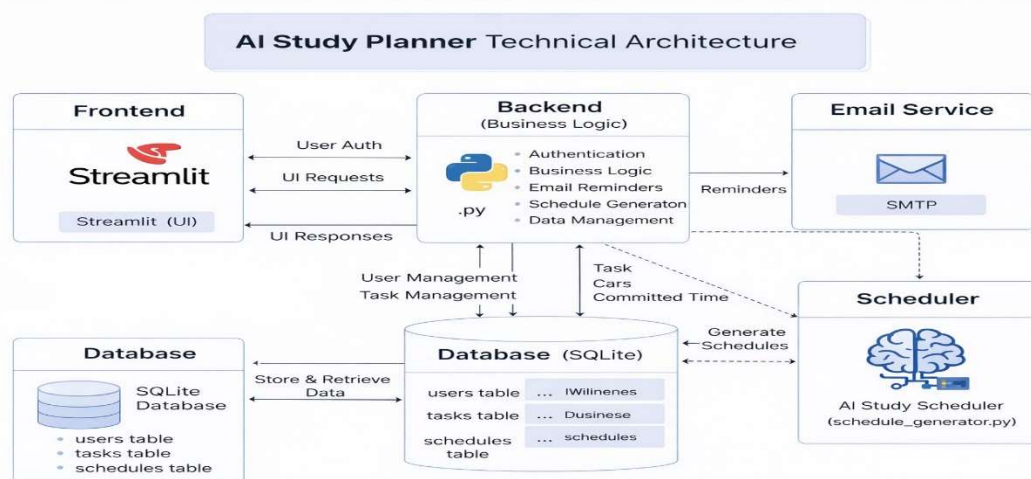 AI Study Planner Technical Architecture
Frontend
Streamlit
Streamlit (UI)
User Auth
UI Requests
UI Responses
Backend
(Business Logic)
.py
Authentication
Business Logic
Email Reminders
Schedule Generaton
Data Management
Reminders
Email Service
SMTP
User Management
Task Management
Task
Cars
Committed Time
Generate
Schedules
Scheduler
AI Study Scheduler
(schedule_generator.py)
Database
SQLite
Database
users table
tasks table
schedules table
Store & Retrieve
Data
Database (SQLite)
users table ... IWilinenes
tasks table ... Dusinese
schedules ... schedules
table